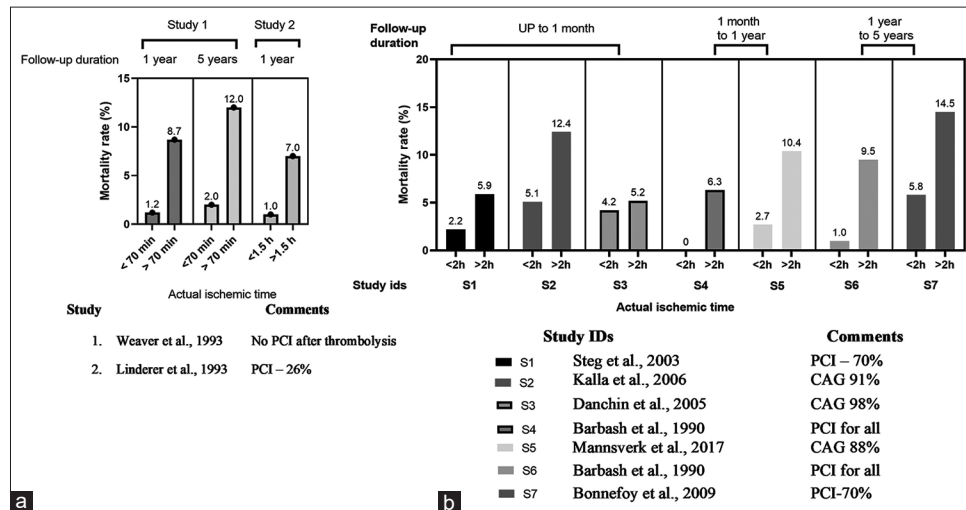 Study 1 Study 2
Follow-up duration 1 year 5 years 1 year
Mortality rate (%)
15
10
5
0
1.2 8.7 2.0 12.0 1.0 7.0
<70 min >70 min <70 min >70 min <1.5 h >1.5 h
Actual ischemic time
Study Comments
1. Weaver et al., 1993 No PCI after thrombolysis
2. Linderer et al., 1993 PCI – 26%
a
Follow-up duration UP to 1 month 1 month to 1 year 1 year to 5 years
Mortality rate (%)
20
15
10
5
0
2.2 5.9 5.1 12.4 4.2 5.2 0 6.3 2.7 10.4 1.0 9.5 5.8 14.5
<2h >2h <2h >2h <2h >2h <2h >2h <2h >2h <2h >2h <2h >2h
Study ids S1 S2 S3 S4 S5 S6 S7
Actual ischemic time
Study IDs Comments
S1 Steg et al., 2003 PCI – 70%
S2 Kalla et al., 2006 CAG 91%
S3 Danchin et al., 2005 CAG 98%
S4 Barbash et al., 1990 PCI for all
S5 Mannsverk et al., 2017 CAG 88%
S6 Barbash et al., 1990 PCI for all
S7 Bonnefoy et al., 2009 PCI-70%
b